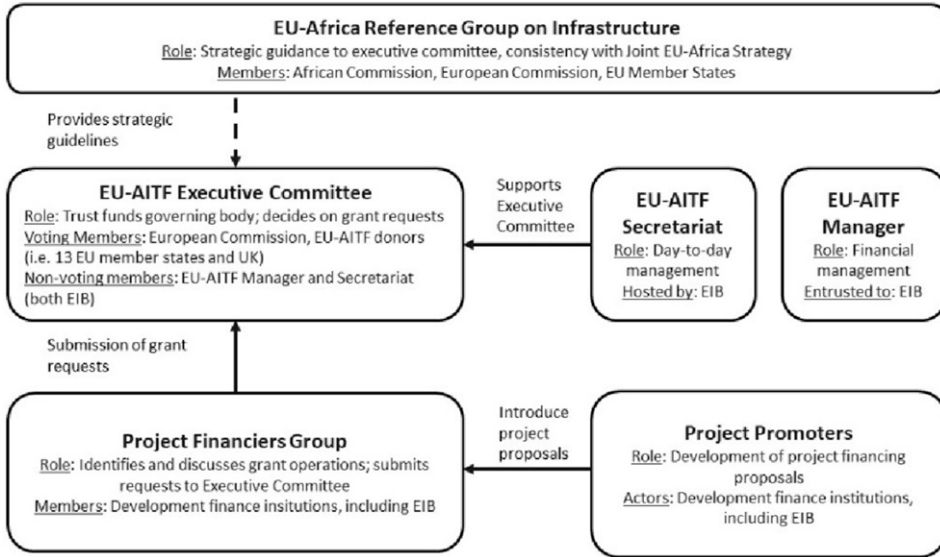 EU-Africa Reference Group on Infrastructure
Role: Strategic guidance to executive committee, consistency with Joint EU-Africa Strategy
Members: African Commission, European Commission, EU Member States
Provides strategic
guidelines
EU-AITF Executive Committee
Role: Trust funds governing body; decides on grant requests
Voting Members: European Commission, EU-AITF donors
(i.e. 13 EU member states and UK)
Non-voting members: EU-AITF Manager and Secretariat
(both EIB)
Supports
Executive
Committee
EU-AITF
Secretariat
Role: Day-to-day
management
Hosted by: EIB
EU-AITF
Manager
Role: Financial
management
Entrusted to: EIB
Submission of grant
requests
Project Financiers Group
Role: Identifies and discusses grant operations; submits
requests to Executive Committee
Members: Development finance insitutions, including EIB
Introduce
project
proposals
Project Promoters
Role: Development of project financing
proposals
Actors: Development finance institutions,
including EIB